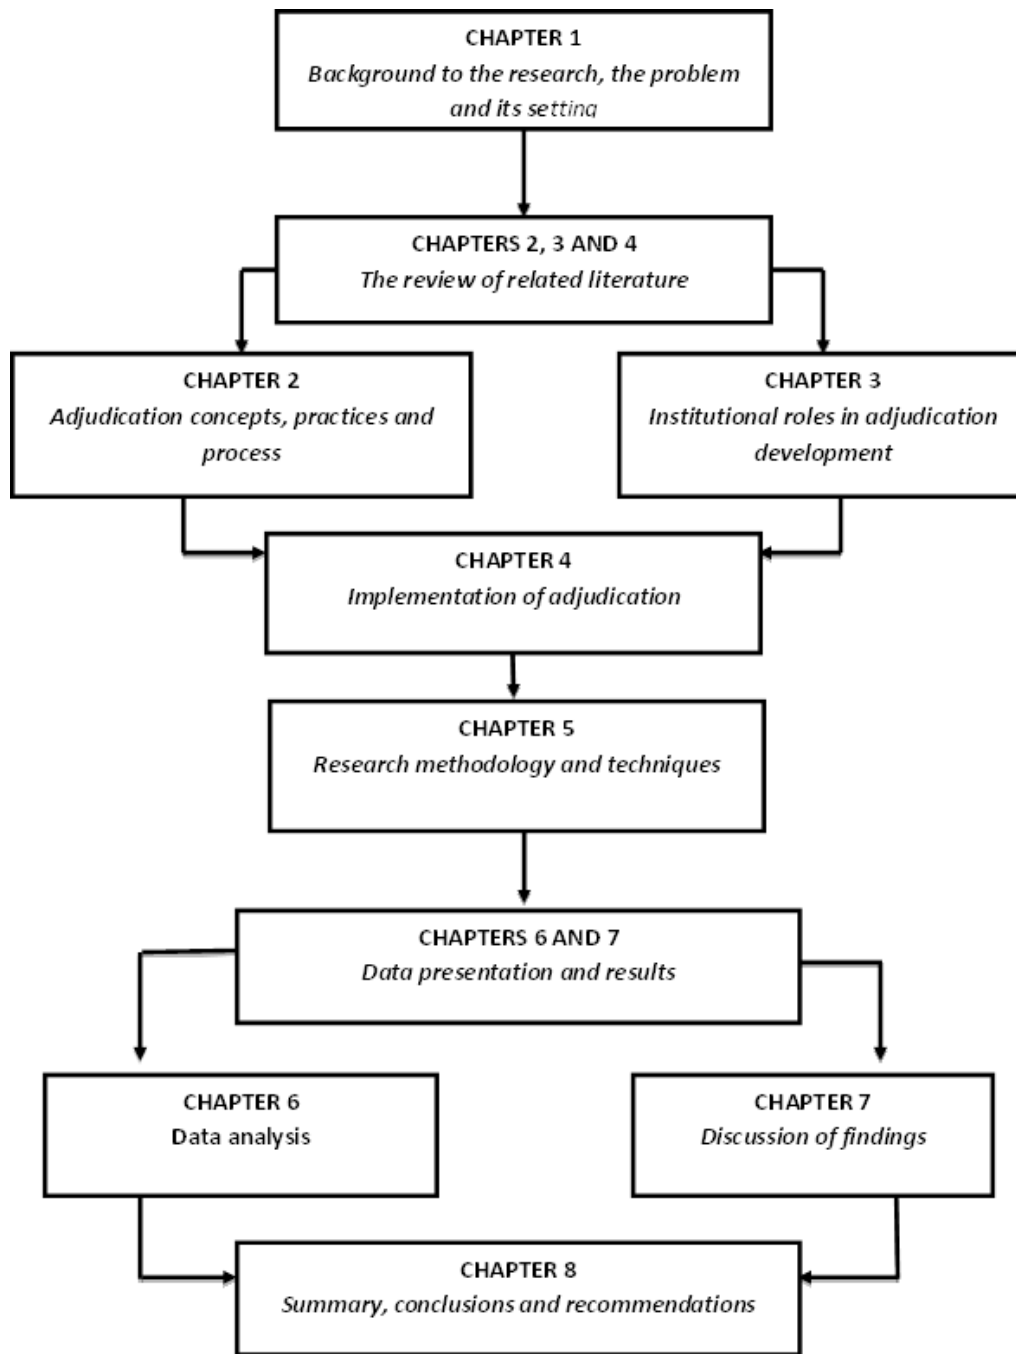 CHAPTER 1
Background to the research, the problem
and its setting
CHAPTERS 2, 3 AND 4
The review of related literature
CHAPTER 2
Adjudication concepts, practices and
process
CHAPTER 3
Institutional roles in adjudication
development
CHAPTER 4
Implementation of adjudication
CHAPTER 5
Research methodology and techniques
CHAPTERS 6 AND 7
Data presentation and results
CHAPTER 6
Data analysis
CHAPTER 7
Discussion of findings
CHAPTER 8
Summary, conclusions and recommendations